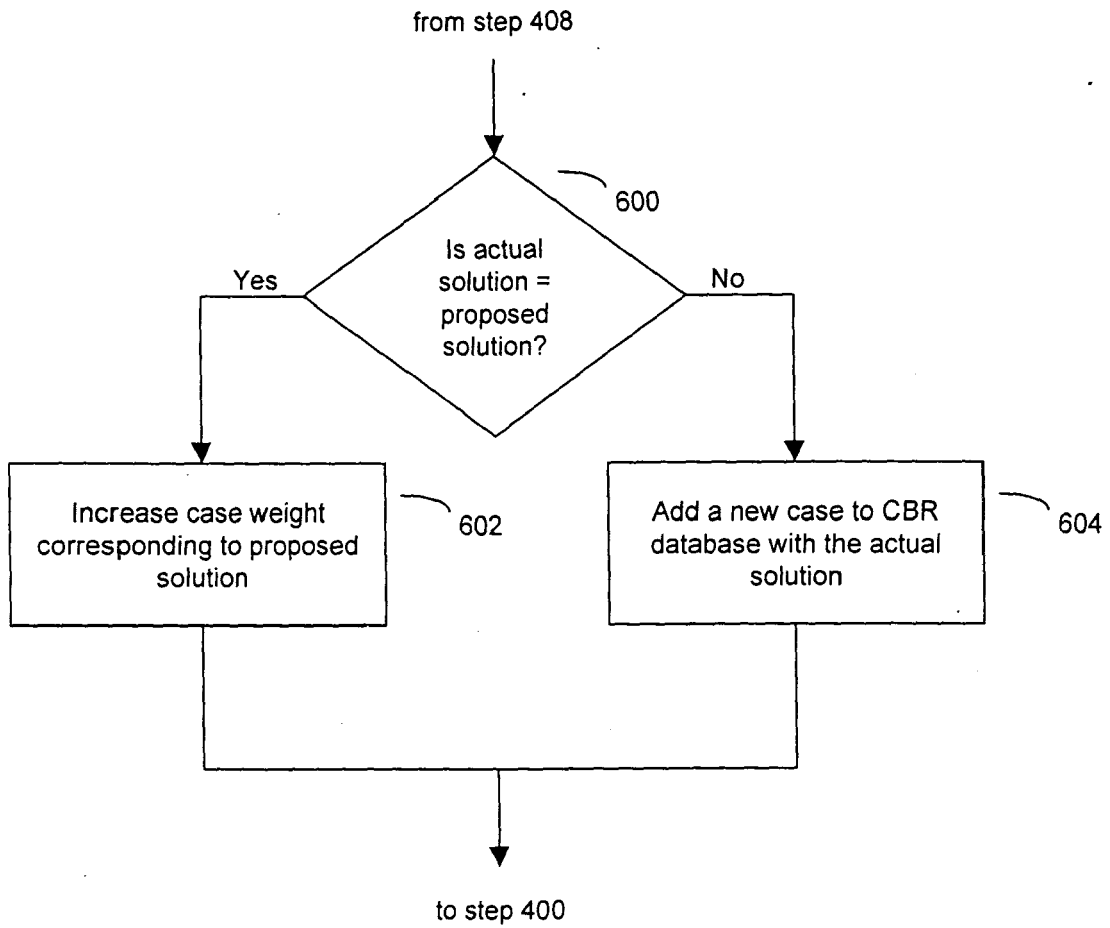 from step 408
600
Is actual
solution =
proposed
solution?
Yes
No
Increase case weight
corresponding to proposed
solution
602
Add a new case to CBR
database with the actual
solution
604
to step 400